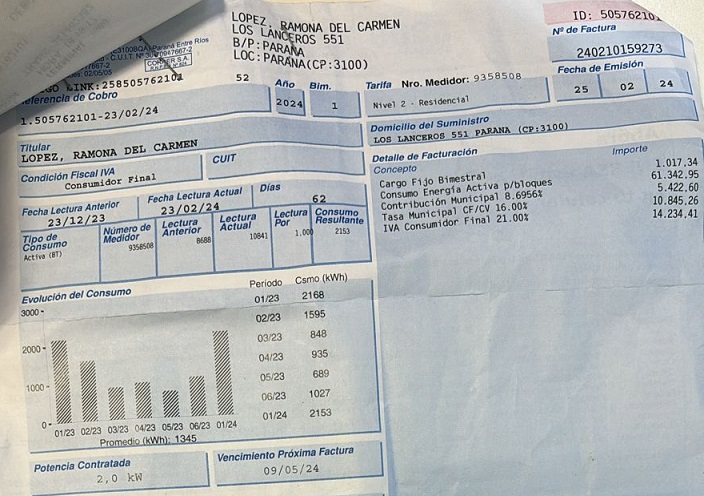 LOPEZ, RAMONA DEL CARMEN
LOS LANCEROS 551
B/P: PARANA
LOC: PARANA(CP:3100)
Paraná Entre Ríos
CORRER S.A.
LINK: 258505762101 52
Referencia de Cobro
1.505762101-23/02/24
Año
2024
Bim.
1
Tarifa Nro. Medidor: 9358508
Nivel 2 - Residencial
ID: 505762101
Nº de Factura
240210159273
Fecha de Emisión
25 02 24
Domicilio del Suministro
LOS LANCEROS 551 PARANA (CP:3100)
Titular
LOPEZ, RAMONA DEL CARMEN
Condición Fiscal IVA
Consumidor Final
CUIT
Fecha Lectura Anterior
23/12/23
Fecha Lectura Actual
23/02/24
Días
62
Tipo de Consumo Número de Medidor Lectura Anterior Lectura Actual Lectura Por Consumo Resultante
Activa (BT) 9358508 8688 10841 1,000 2153
Detalle de Facturación
Concepto Importe
Cargo Fijo Bimestral 1.017,34
Consumo Energía Activa p/bloques 61.342,95
Contribución Municipal 8.6956% 5.422,60
Tasa Municipal CF/CV 16.00% 10.845,26
IVA Consumidor Final 21.00% 14.234,41
Evolución del Consumo
3000
2000
1000
0
01/23 02/23 03/23 04/23 05/23 06/23 01/24
Promedio (kWh): 1345
Periodo Csmo (kWh)
01/23 2168
02/23 1595
03/23 848
04/23 935
05/23 689
06/23 1027
01/24 2153
Potencia Contratada
2,0 kW
Vencimiento Próxima Factura
09/05/24